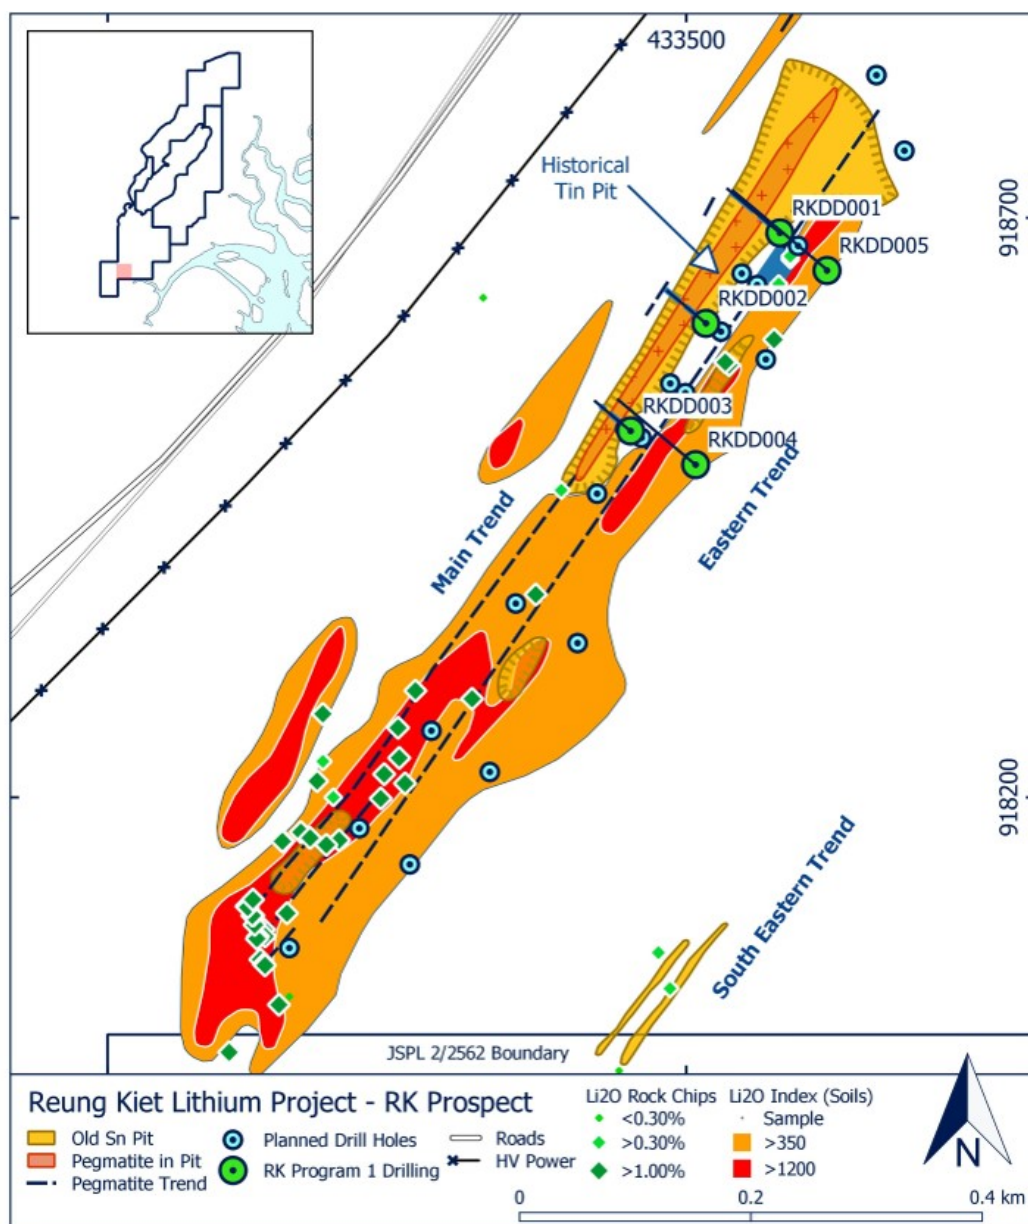 433500
Historical
Tin Pit
RKDD001
918700
RKDD005
RKDD002
RKDD003
RKDD004
Main Trend
Eastern Trend
918200
South Eastern Trend
JSPL 2/2562 Boundary
Reung Kiet Lithium Project - RK Prospect
Old Sn Pit
Pegmatite in Pit
Pegmatite Trend
Planned Drill Holes
RK Program 1 Drilling
Roads
HV Power
Li2O Rock Chips
<0.30%
>0.30%
>1.00%
Li2O Index (Soils)
Sample
>350
>1200
N
0 0.2 0.4 km